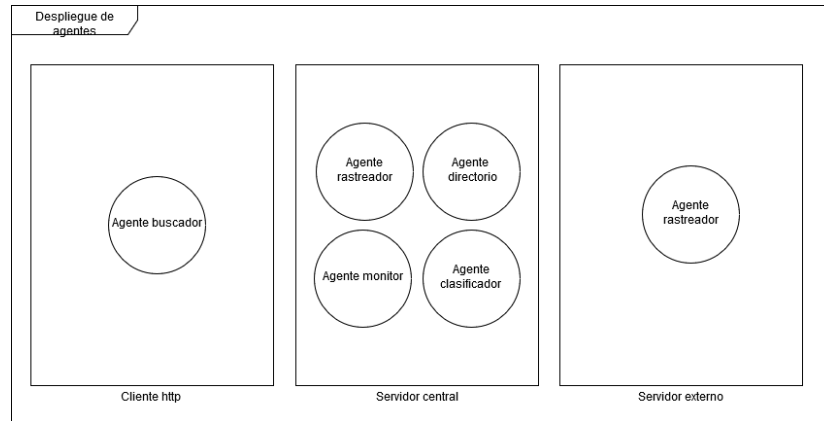 Despliegue de
agentes
Agente buscador
Cliente http
Agente
rastreador
Agente
directorio
Agente monitor
Agente
clasificador
Servidor central
Agente
rastreador
Servidor externo